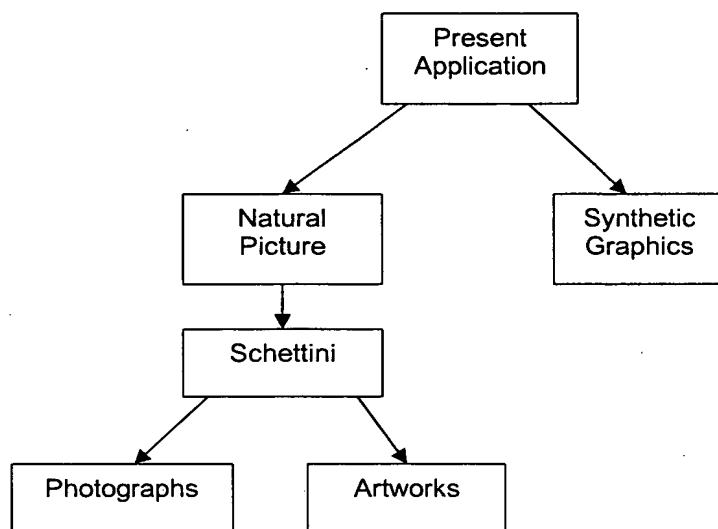 Present
Application
Natural
Picture
Synthetic
Graphics
Schettini
Photographs
Artworks